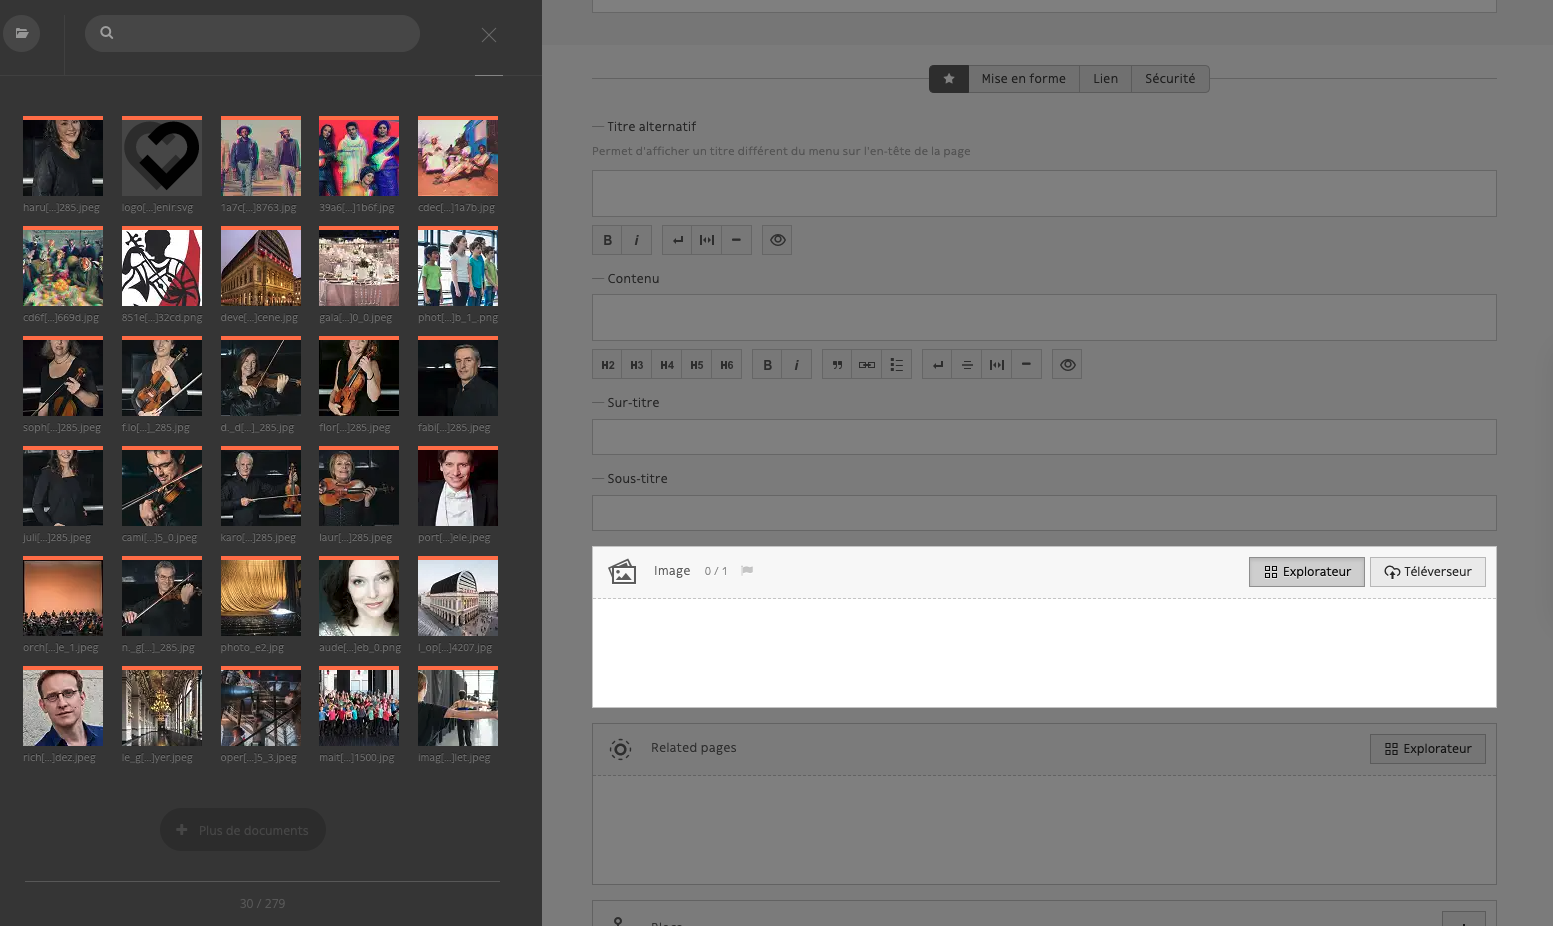 haru[...]285.jpeg
logo[...]enir.svg
1a7c[...]8763.jpg
39a6[...]1b6f.jpg
cdec[...]1a7b.jpg
cd6f[...]669d.jpg
851e[...]32cd.png
deve[...]cene.jpg
gala[...]0_0.jpeg
phot[...]b_1_.png
soph[...]285.jpeg
f.lo[...]_285.jpg
d._d[...]_285.jpg
flor[...]285.jpeg
fabi[...]285.jpeg
juli[...]285.jpeg
cami[...]5_0.jpeg
karo[...]285.jpeg
laur[...]285.jpeg
port[...]ele.jpeg
orch[...]e_1.jpeg
n._g[...]_285.jpg
photo_e2.jpg
aude[...]eb_0.png
l_op[...]4207.jpg
rich[...]dez.jpeg
le_g[...]yer.jpeg
oper[...]5_3.jpeg
mait[...]1500.jpg
imag[...]let.jpeg
Plus de documents
30 / 279
Mise en forme
Lien
Sécurité
Titre alternatif
Permet d'afficher un titre différent du menu sur l'en-tête de la page
B i
Contenu
H2 H3 H4 H5 H6 B i
Sur-titre
Sous-titre
Image 0 / 1
Explorateur
Téléverseur
Related pages
Explorateur